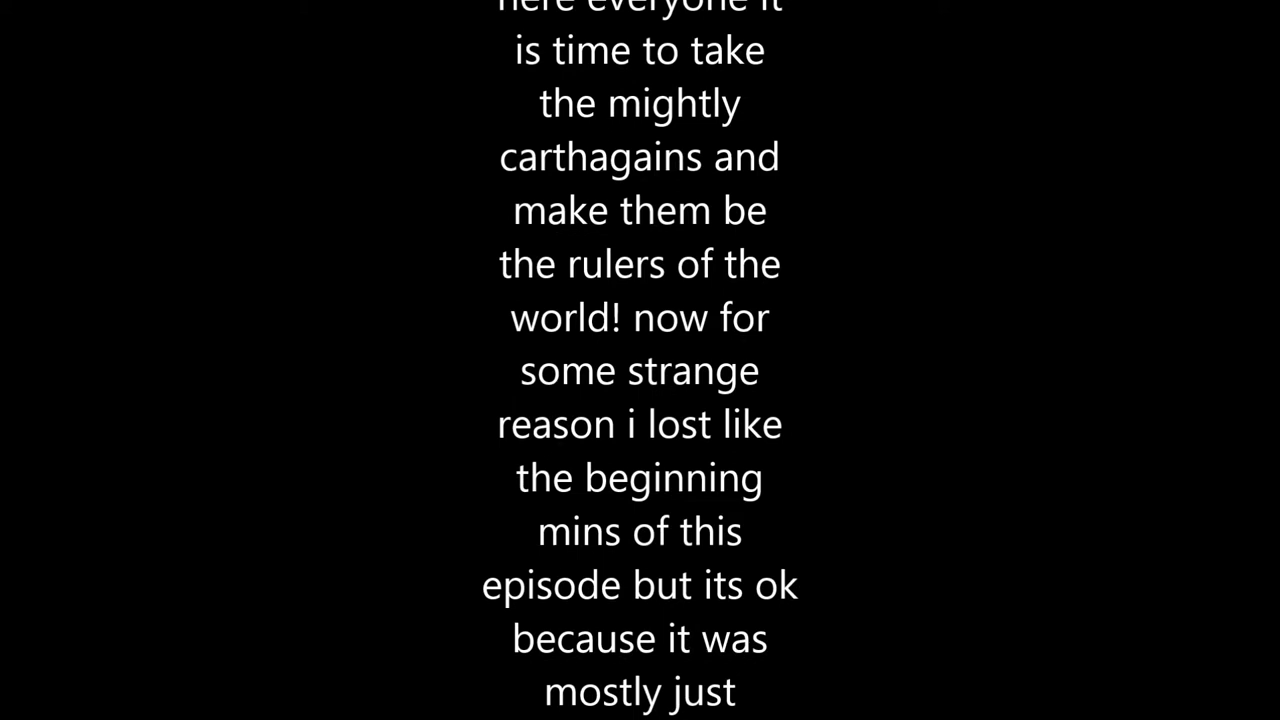 here everyone it
is time to take
the mightly
carthagains and
make them be
the rulers of the
world! now for
some strange
reason i lost like
the beginning
mins of this
episode but its ok
because it was
mostly just